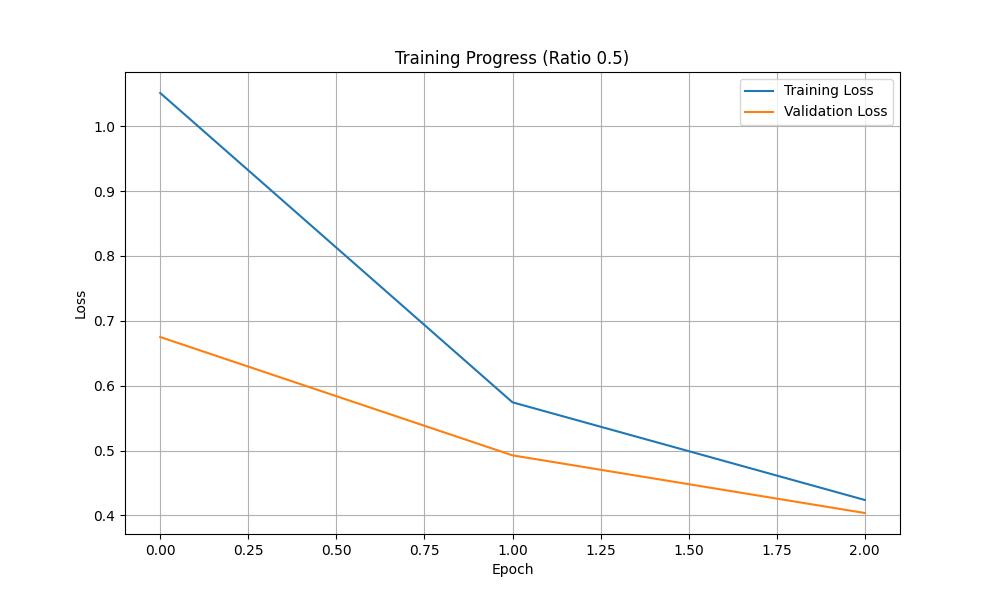 Training Progress (Ratio 0.5)
Training Loss
Validation Loss
1.0
0.9
0.8
0.7
0.6
0.5
0.4
Loss
0.00 0.25 0.50 0.75 1.00 1.25 1.50 1.75 2.00
Epoch